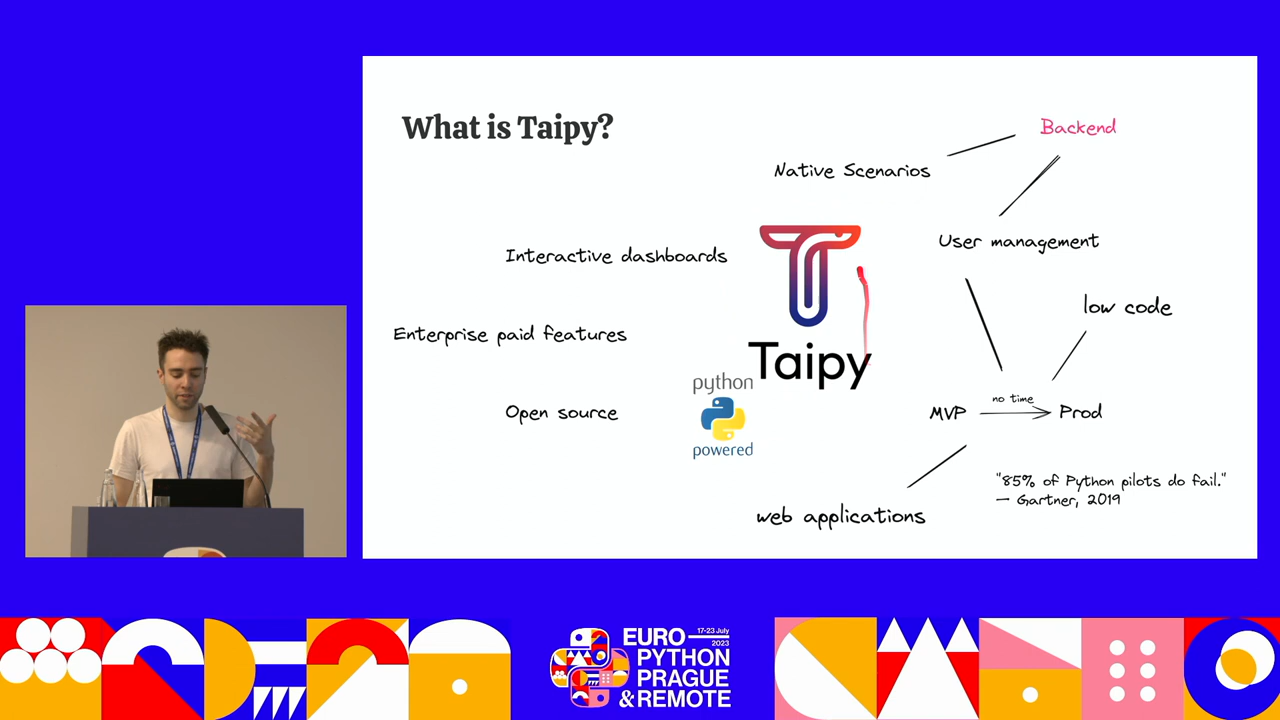 What is Taipy?
Backend
Native Scenarios
User management
Interactive dashboards
low code
Enterprise paid features
Taipy
python
powered
Open source
MVP
no time
Prod
"85% of Python pilots do fail."
— Gartner, 2019
web applications
EURO
17-23 July
2023
PYTHON
PRAGUE
& REMOTE